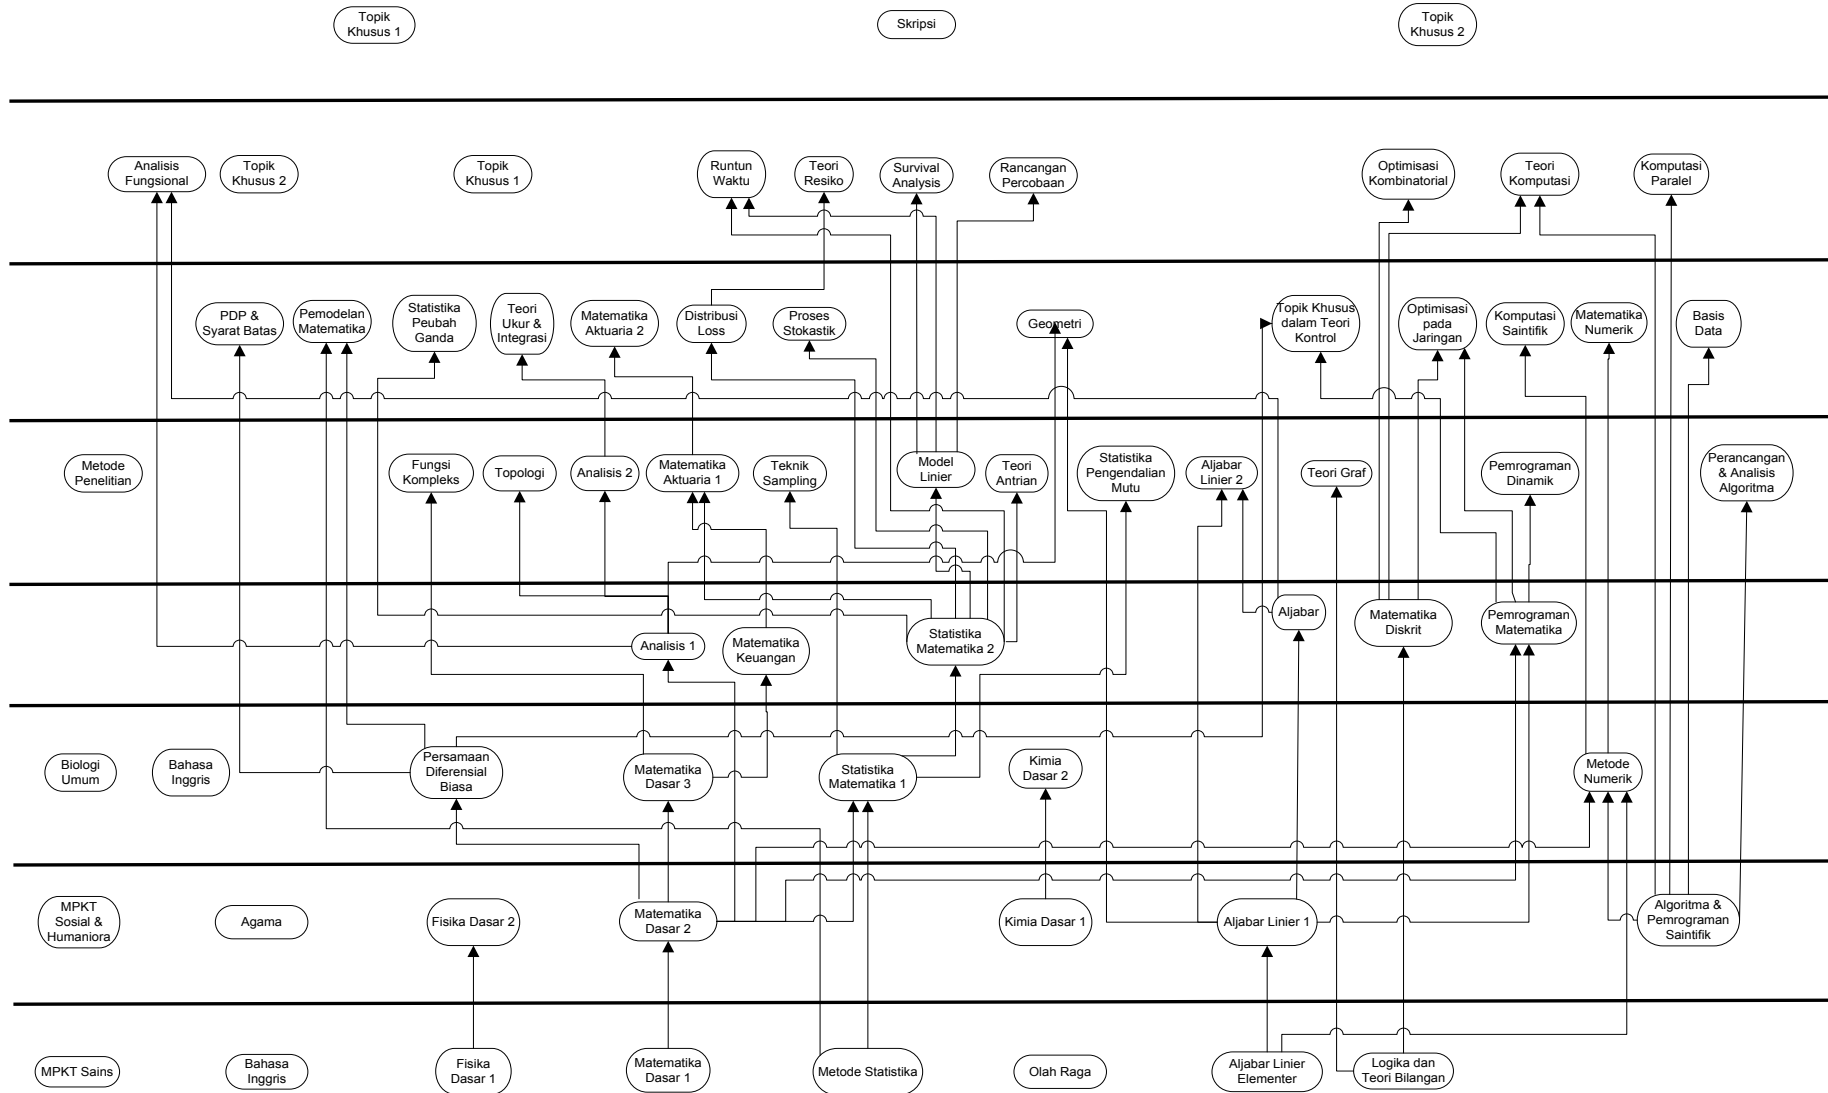 Topik
Khusus 1
Skripsi
Topik
Khusus 2
Analisis
Fungsional
Topik
Khusus 2
Topik
Khusus 1
Runtun
Waktu
Teori
Resiko
Survival
Analysis
Rancangan
Percobaan
Optimisasi
Kombinatorial
Teori
Komputasi
Komputasi
Paralel
PDP &
Syarat Batas
Pemodelan
Matematika
Statistika
Peubah
Ganda
Teori
Ukur &
Integrasi
Matematika
Aktuaria 2
Distribusi
Loss
Proses
Stokastik
Geometri
Topik Khusus
dalam Teori
Kontrol
Optimisasi
pada
Jaringan
Komputasi
Saintifik
Matematika
Numerik
Basis
Data
Metode
Penelitian
Fungsi
Kompleks
Topologi
Analisis 2
Matematika
Aktuaria 1
Teknik
Sampling
Model
Linier
Teori
Antrian
Statistika
Pengendalian
Mutu
Aljabar
Linier 2
Teori Graf
Pemrograman
Dinamik
Perancangan
& Analisis
Algoritma
Analisis 1
Matematika
Keuangan
Statistika
Matematika 2
Aljabar
Matematika
Diskrit
Pemrograman
Matematika
Biologi
Umum
Bahasa
Inggris
Persamaan
Diferensial
Biasa
Matematika
Dasar 3
Statistika
Matematika 1
Kimia
Dasar 2
Metode
Numerik
MPKT
Sosial &
Humaniora
Agama
Fisika Dasar 2
Matematika
Dasar 2
Kimia Dasar 1
Aljabar Linier 1
Algoritma &
Pemrograman
Saintifik
MPKT Sains
Bahasa
Inggris
Fisika
Dasar 1
Matematika
Dasar 1
Metode Statistika
Olah Raga
Aljabar Linier
Elementer
Logika dan
Teori Bilangan